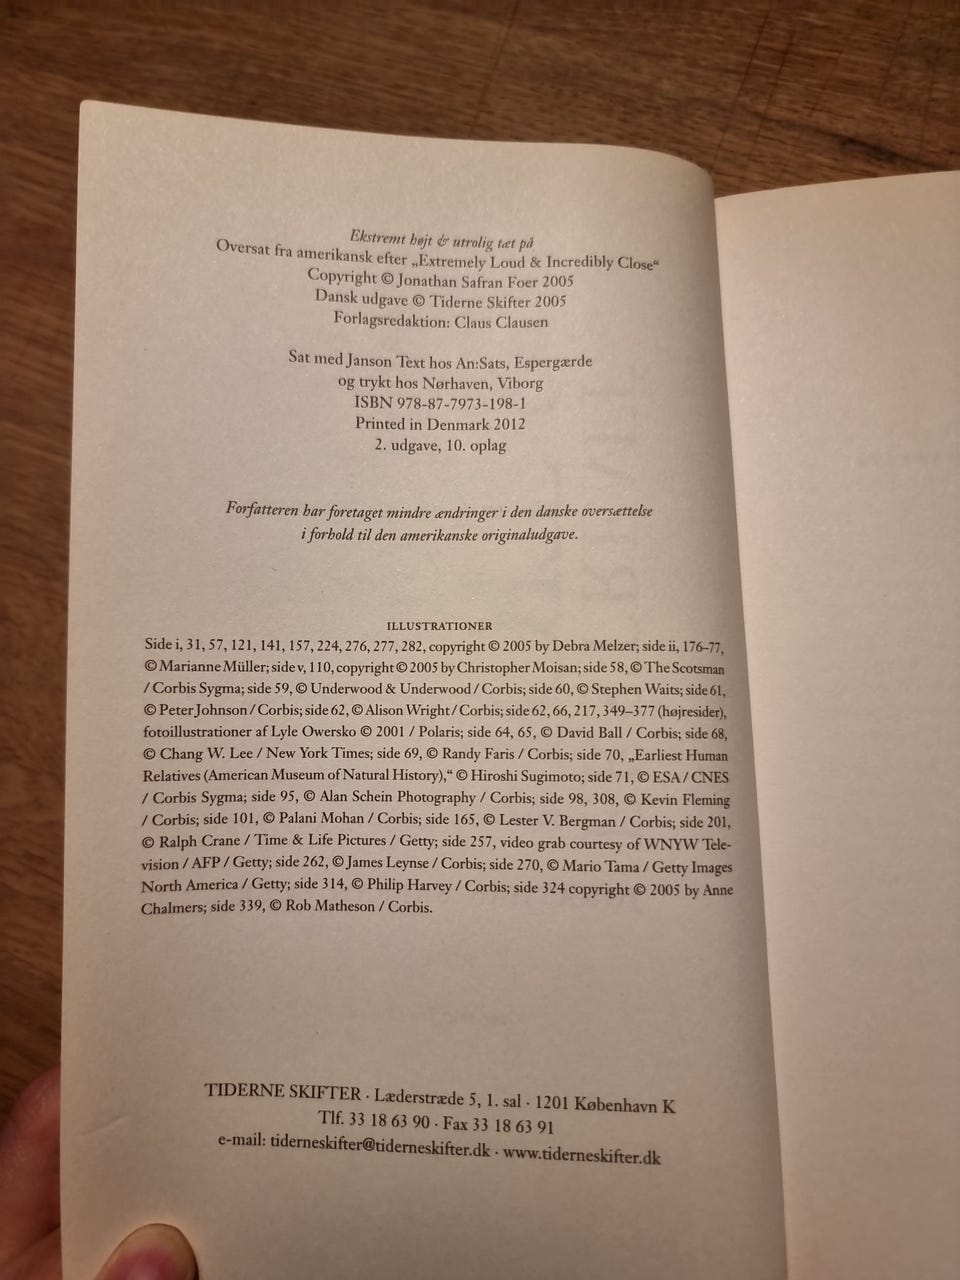 Ekstremt højt & utrolig tæt på
Oversat fra amerikansk efter „Extremely Loud & Incredibly Close“
Copyright © Jonathan Safran Foer 2005
Dansk udgave © Tiderne Skifter 2005
Forlagsredaktion: Claus Clausen
Sat med Janson Text hos An:Sats, Espergærde
og trykt hos Nørhaven, Viborg
ISBN 978-87-7973-198-1
Printed in Denmark 2012
2. udgave, 10. oplag
Forfatteren har foretaget mindre ændringer i den danske oversættelse
i forhold til den amerikanske originaludgave.
ILLUSTRATIONER
Side i, 31, 57, 121, 141, 157, 224, 276, 277, 282, copyright © 2005 by Debra Melzer; side ii, 176–77,
© Marianne Müller; side v, 110, copyright © 2005 by Christopher Moisan; side 58, © The Scotsman
/ Corbis Sygma; side 59, © Underwood & Underwood / Corbis; side 60, © Stephen Waits; side 61,
© Peter Johnson / Corbis; side 62, © Alison Wright / Corbis; side 62, 66, 217, 349–377 (højresider),
fotoillustrationer af Lyle Owersko © 2001 / Polaris; side 64, 65, © David Ball / Corbis; side 68,
© Chang W. Lee / New York Times; side 69, © Randy Faris / Corbis; side 70, „Earliest Human
Relatives (American Museum of Natural History),“ © Hiroshi Sugimoto; side 71, © ESA / CNES
/ Corbis Sygma; side 95, © Alan Schein Photography / Corbis; side 98, 308, © Kevin Fleming
/ Corbis; side 101, © Palani Mohan / Corbis; side 165, © Lester V. Bergman / Corbis; side 201,
© Ralph Crane / Time & Life Pictures / Getty; side 257, video grab courtesy of WNYW Tele-
vision / AFP / Getty; side 262, © James Leynse / Corbis; side 270, © Mario Tama / Getty Images
North America / Getty; side 314, © Philip Harvey / Corbis; side 324 copyright © 2005 by Anne
Chalmers; side 339, © Rob Matheson / Corbis.
TIDERNE SKIFTER · Læderstræde 5, 1. sal · 1201 København K
Tlf. 33 18 63 90 · Fax 33 18 63 91
e-mail: tiderneskifter@tiderneskifter.dk · www.tiderneskifter.dk